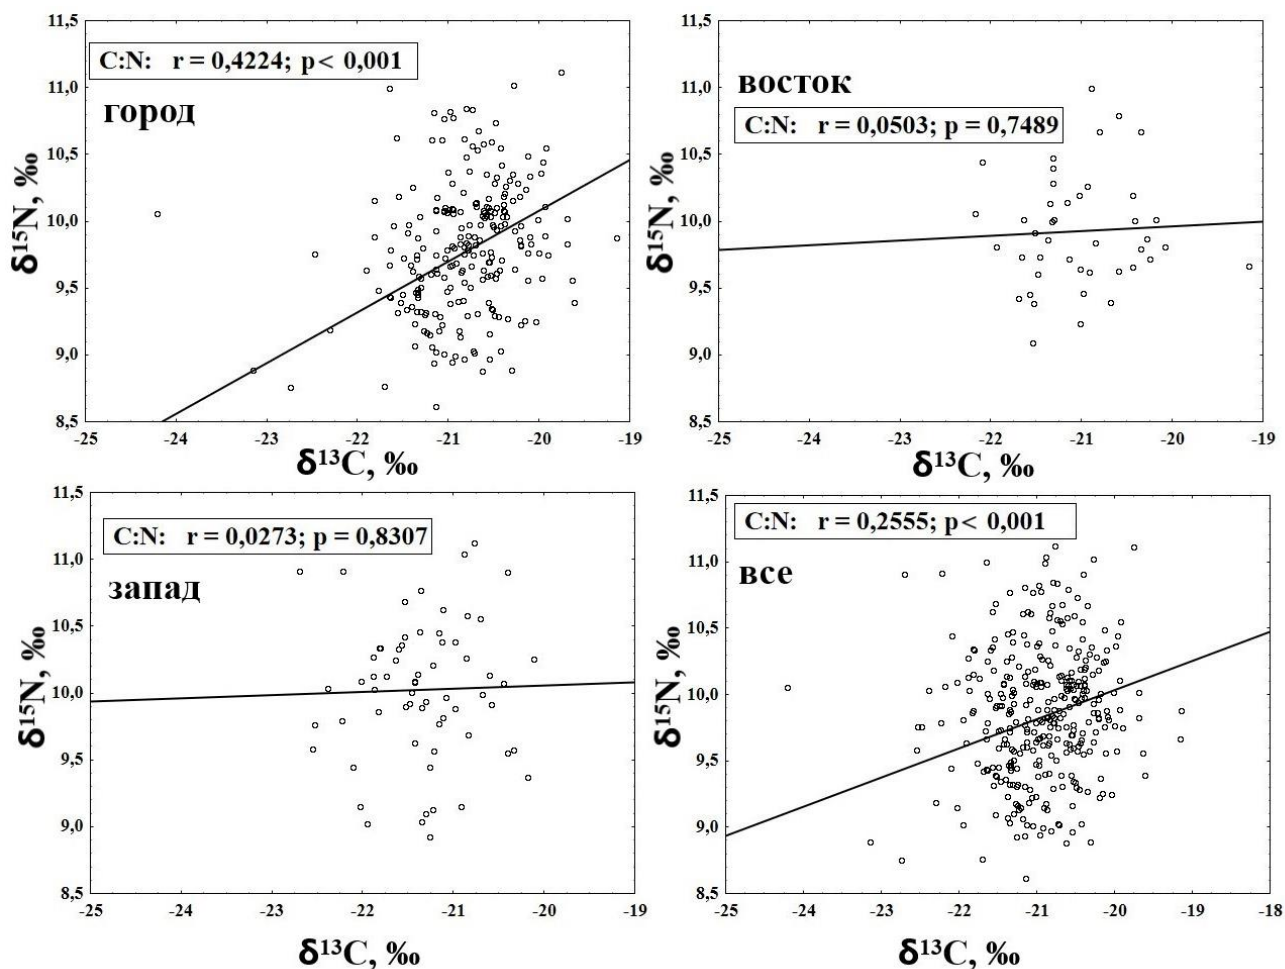 11,5
C:N: r = 0,4224; p< 0,001
11,0
город
10,5
10,0
9,5
9,0
8,5
δ¹⁵N, ‰
-25 -24 -23 -22 -21 -20 -19
δ¹³C, ‰
11,5
11,0
восток
C:N: r = 0,0503; p = 0,7489
10,5
10,0
9,5
9,0
8,5
δ¹⁵N, ‰
-25 -24 -23 -22 -21 -20 -19
δ¹³C, ‰
11,5
C:N: r = 0,0273; p = 0,8307
11,0
запад
10,5
10,0
9,5
9,0
8,5
δ¹⁵N, ‰
-25 -24 -23 -22 -21 -20 -19
δ¹³C, ‰
11,5
C:N: r = 0,2555; p< 0,001
11,0
все
10,5
10,0
9,5
9,0
8,5
δ¹⁵N, ‰
-25 -24 -23 -22 -21 -20 -19 -18
δ¹³C, ‰